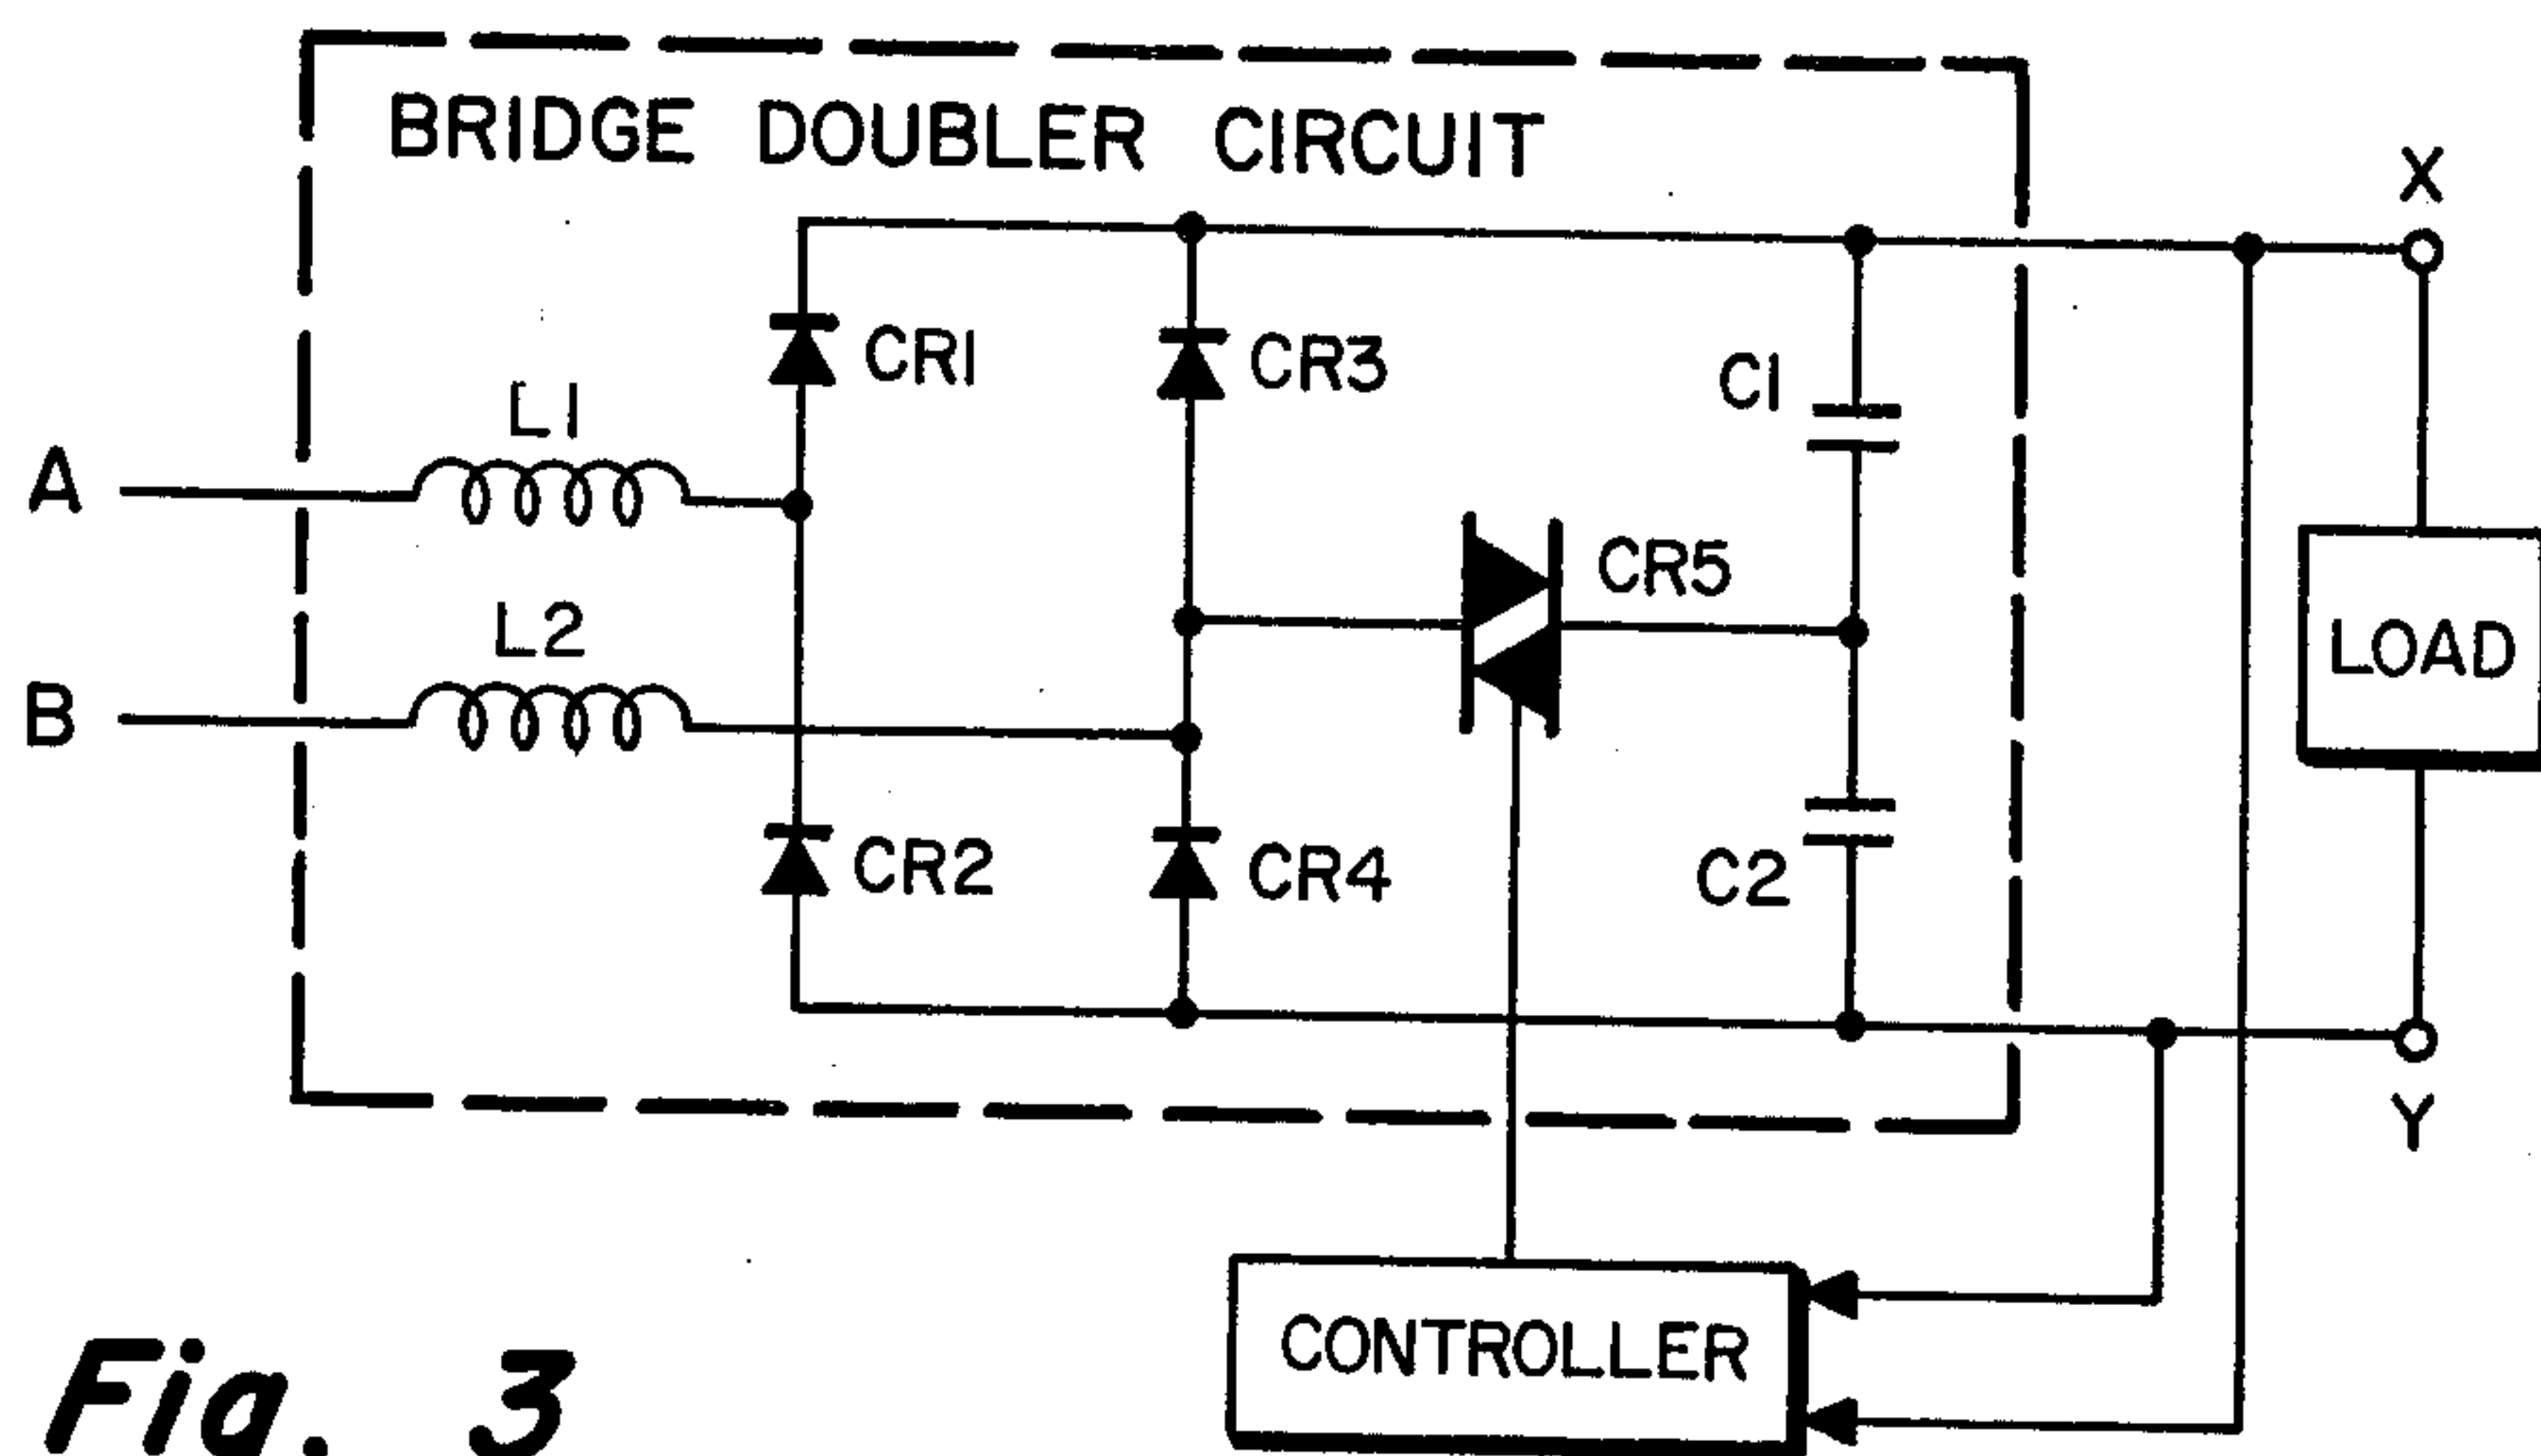 BRIDGE DOUBLER CIRCUIT
X
CR1
CR3
C1
L1
A
CR5
L2
LOAD
B
CR2
CR4
C2
Y
CONTROLLER
Fig. 3